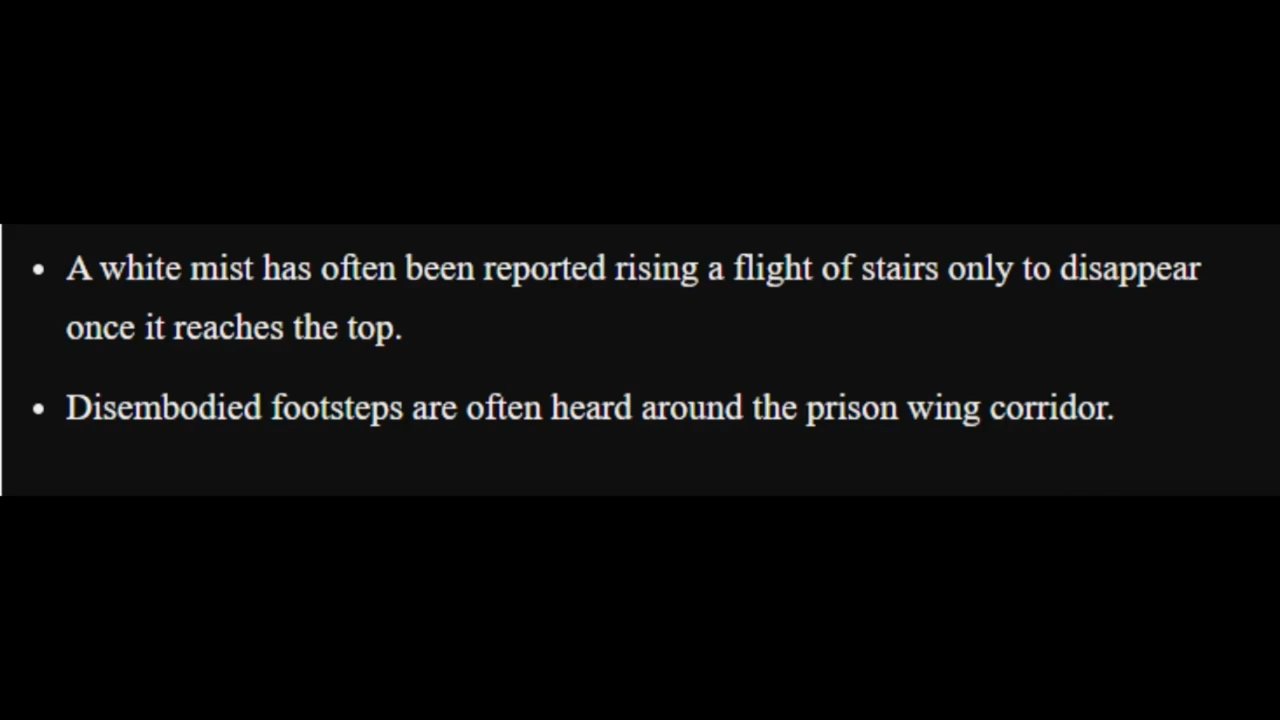 • A white mist has often been reported rising a flight of stairs only to disappear
once it reaches the top.
• Disembodied footsteps are often heard around the prison wing corridor.